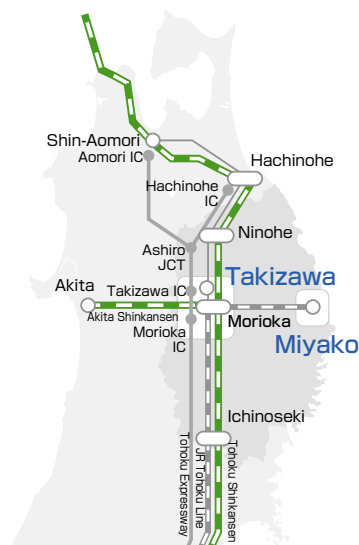 Shin-Aomori
Aomori IC
Hachinohe
Hachinohe
IC
Ninohe
Ashiro
JCT
Takizawa
Akita
Takizawa IC
Akita Shinkansen
Morioka
Morioka
IC
Miyako
Ichinoseki
Tohoku Expressway
JR Tohoku Line
Tohoku Shinkansen